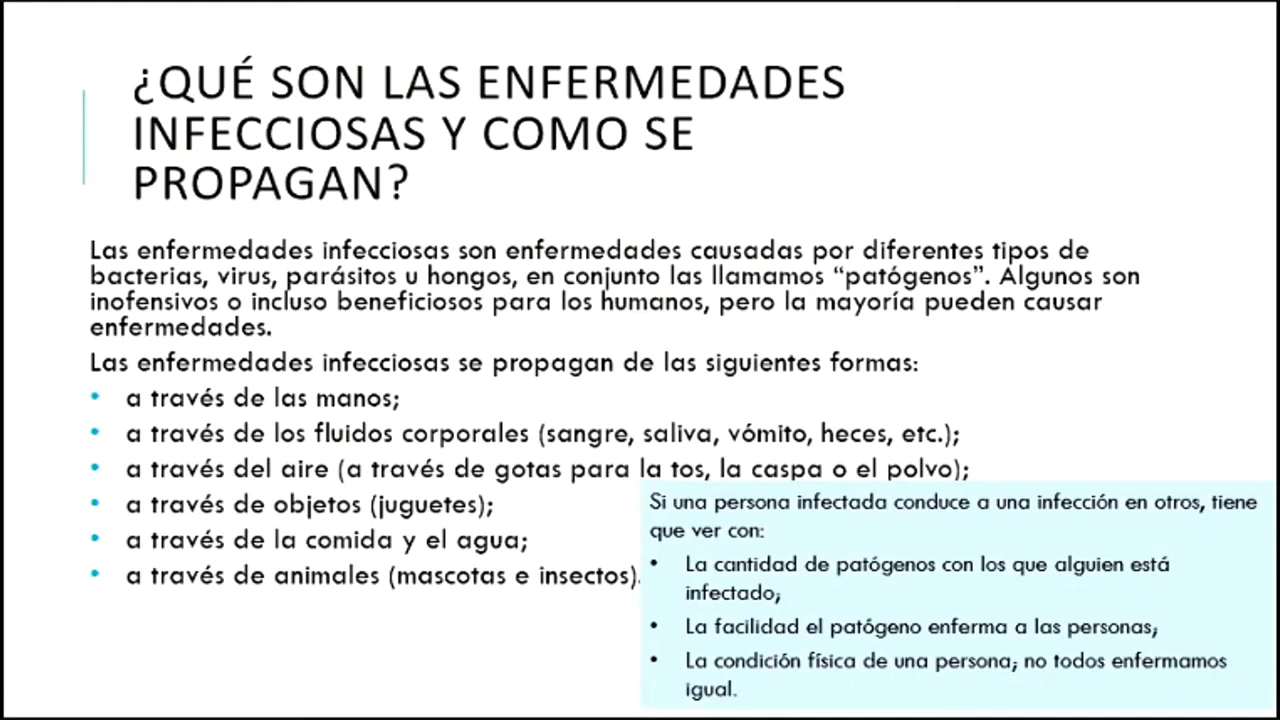 ¿QUÉ SON LAS ENFERMEDADES
INFECCIOSAS Y COMO SE
PROPAGAN?
Las enfermedades infecciosas son enfermedades causadas por diferentes tipos de
bacterias, virus, parásitos u hongos, en conjunto las llamamos “patógenos”. Algunos son
inofensivos o incluso beneficiosos para los humanos, pero la mayoría pueden causar
enfermedades.
Las enfermedades infecciosas se propagan de las siguientes formas:
• a través de las manos;
• a través de los fluidos corporales (sangre, saliva, vómito, heces, etc.);
• a través del aire (a través de gotas para la tos, la caspa o el polvo);
• a través de objetos (juguetes);
• a través de la comida y el agua;
• a través de animales (mascotas e insectos).
Si una persona infectada conduce a una infección en otros, tiene
que ver con:
• La cantidad de patógenos con los que alguien está
infectado;
• La facilidad el patógeno enferma a las personas;
• La condición física de una persona; no todos enfermamos
igual.